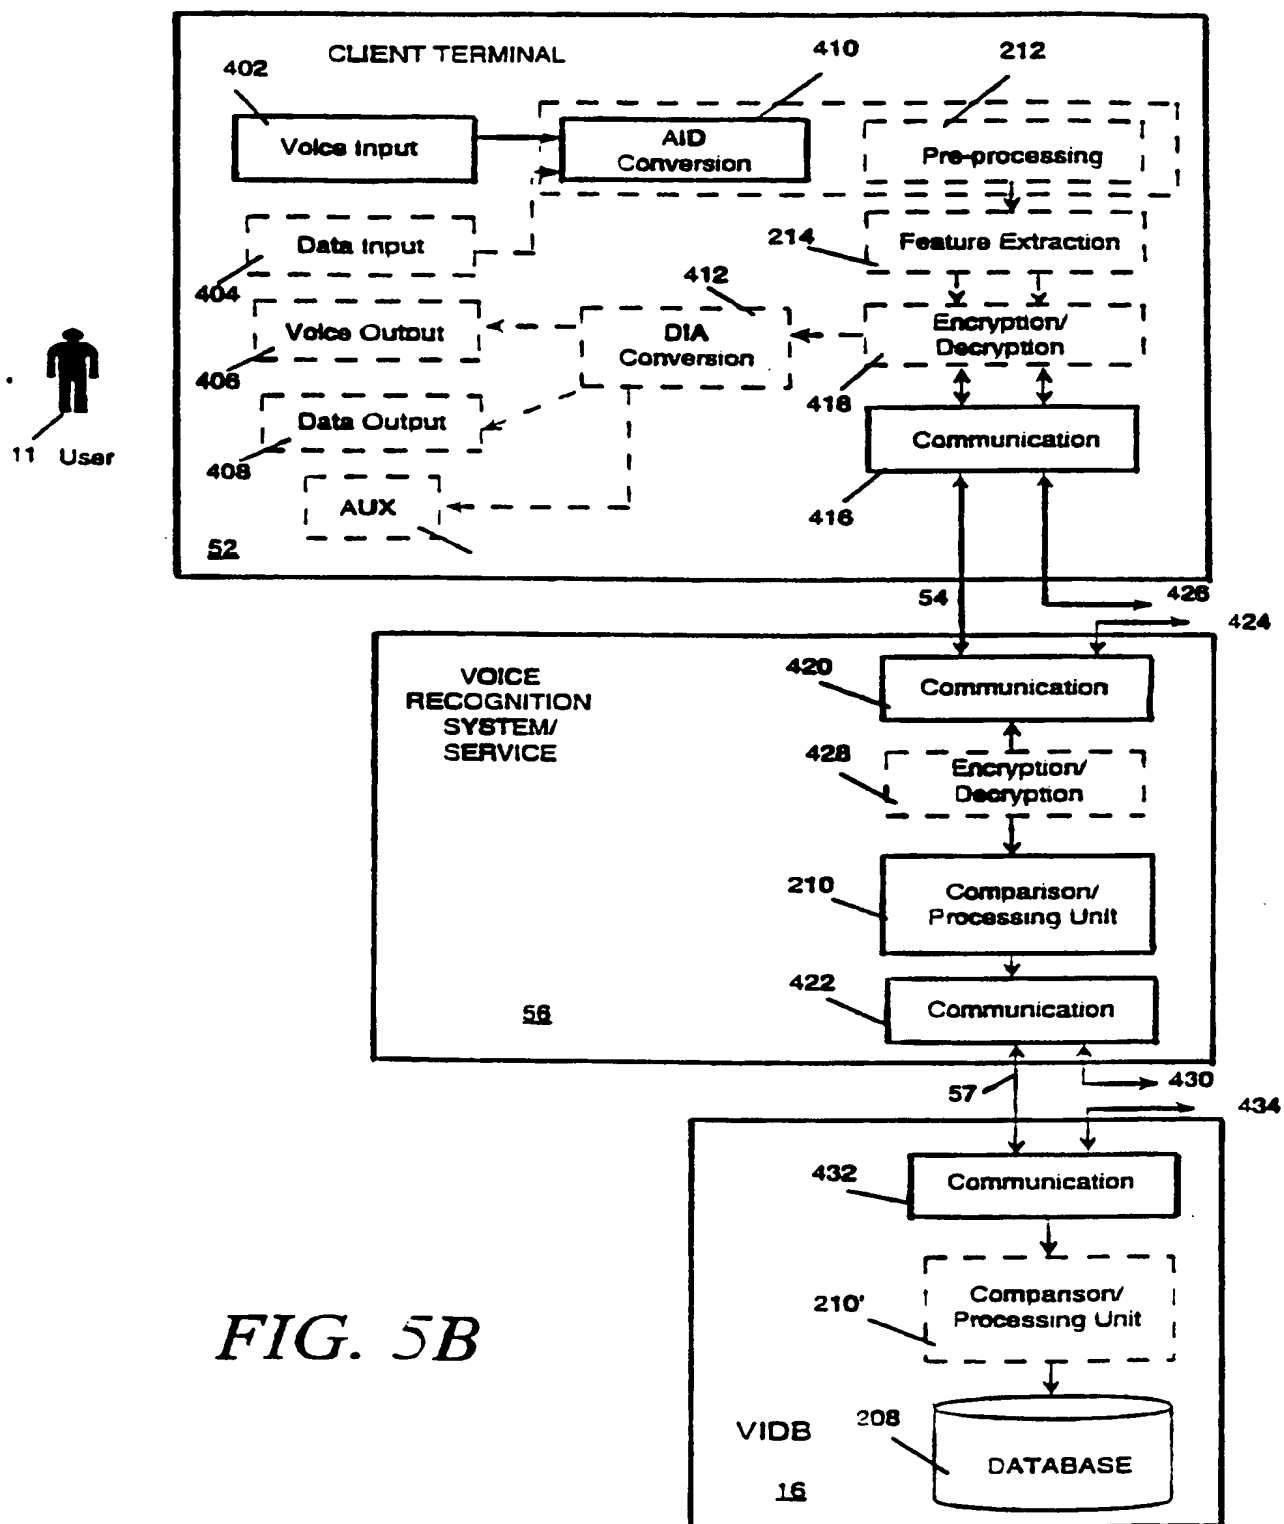 CLIENT TERMINAL
402
410
212
Voice Input
AID
Conversion
Pre-processing
Data Input
404
214
Feature Extraction
412
Voice Output
406
DIA
Conversion
Encryption/
Decryption
418
Data Output
408
Communication
416
11 User
AUX
52
54
426
424
VOICE
RECOGNITION
SYSTEM/
SERVICE
420
Communication
428
Encryption/
Decryption
210
Comparison/
Processing Unit
422
Communication
56
57
430
434
432
Communication
210'
Comparison/
Processing Unit
FIG. 5B
VIDB
208
DATABASE
16